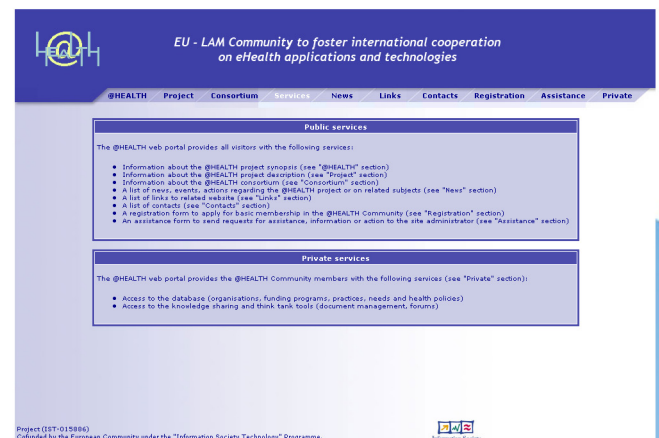 @HEALTH
EU - LAM Community to foster international cooperation
on eHealth applications and technologies
@HEALTH Project Consortium Services News Links Contacts Registration Assistance Private
Public services
The @HEALTH web portal provides all visitors with the following services:
• Information about the @HEALTH project synopsis (see "@HEALTH" section)
• Information about the @HEALTH project description (see "Project" section)
• Information about the @HEALTH consortium (see "Consortium" section)
• A list of news, events, actions regarding the @HEALTH project or on related subjects (see "News" section)
• A list of links to related website (see "Links" section)
• A list of contacts (see "Contacts" section)
• A registration form to apply for basic membership in the @HEALTH Community (see "Registration" section)
• An assistance form to send requests for assistance, information or action to the site administrator (see "Assistance" section)
Private services
The @HEALTH web portal provides the @HEALTH Community members with the following services (see "Private" section):
• Access to the database (organisations, funding programs, practices, needs and health policies)
• Access to the knowledge sharing and think tank tools (document management, forums)
Project (IST-015886)
Cofunded by the European Community under the "Information Society Technology" Programme